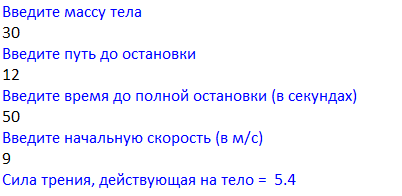 Введите массу тела
30
Введите путь до остановки
12
Введите время до полной остановки (в секундах)
50
Введите начальную скорость (в м/с)
9
Сила трения, действующая на тело = 5.4